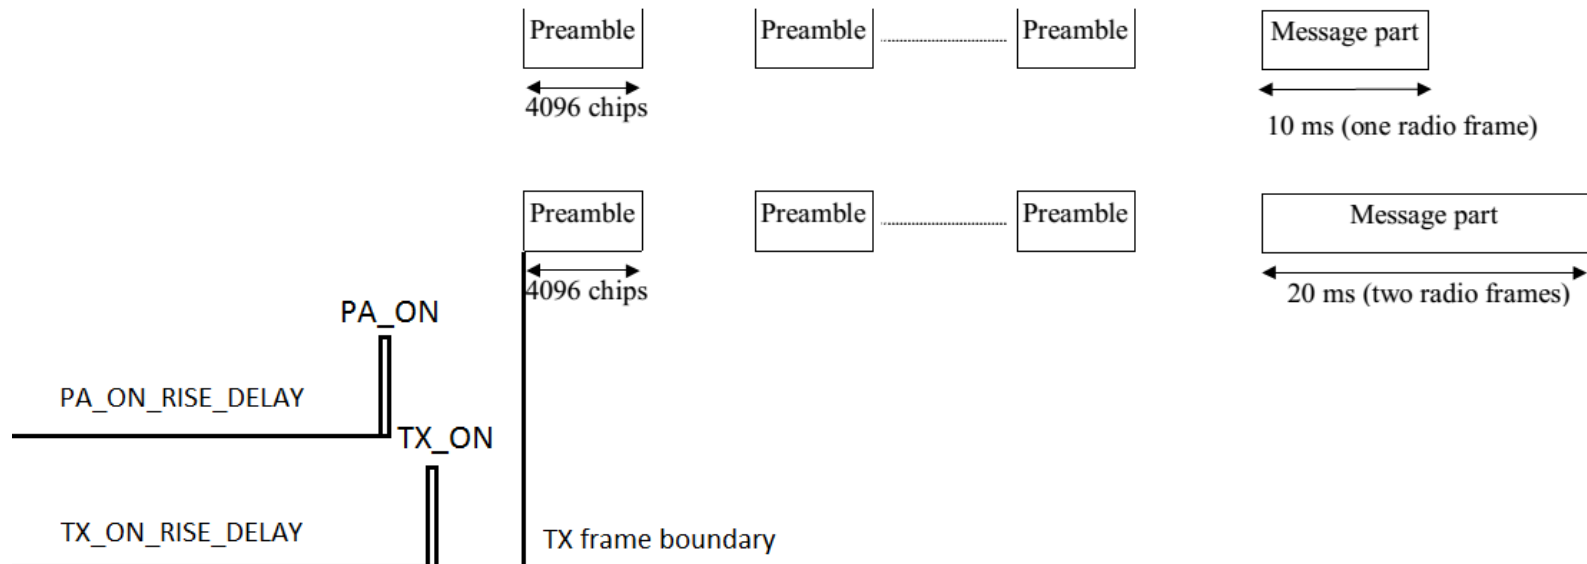 Preamble Preamble Preamble Message part
4096 chips
10 ms (one radio frame)
Preamble Preamble Preamble Message part
4096 chips
20 ms (two radio frames)
PA_ON
PA_ON_RISE_DELAY
TX_ON
TX_ON_RISE_DELAY
TX frame boundary